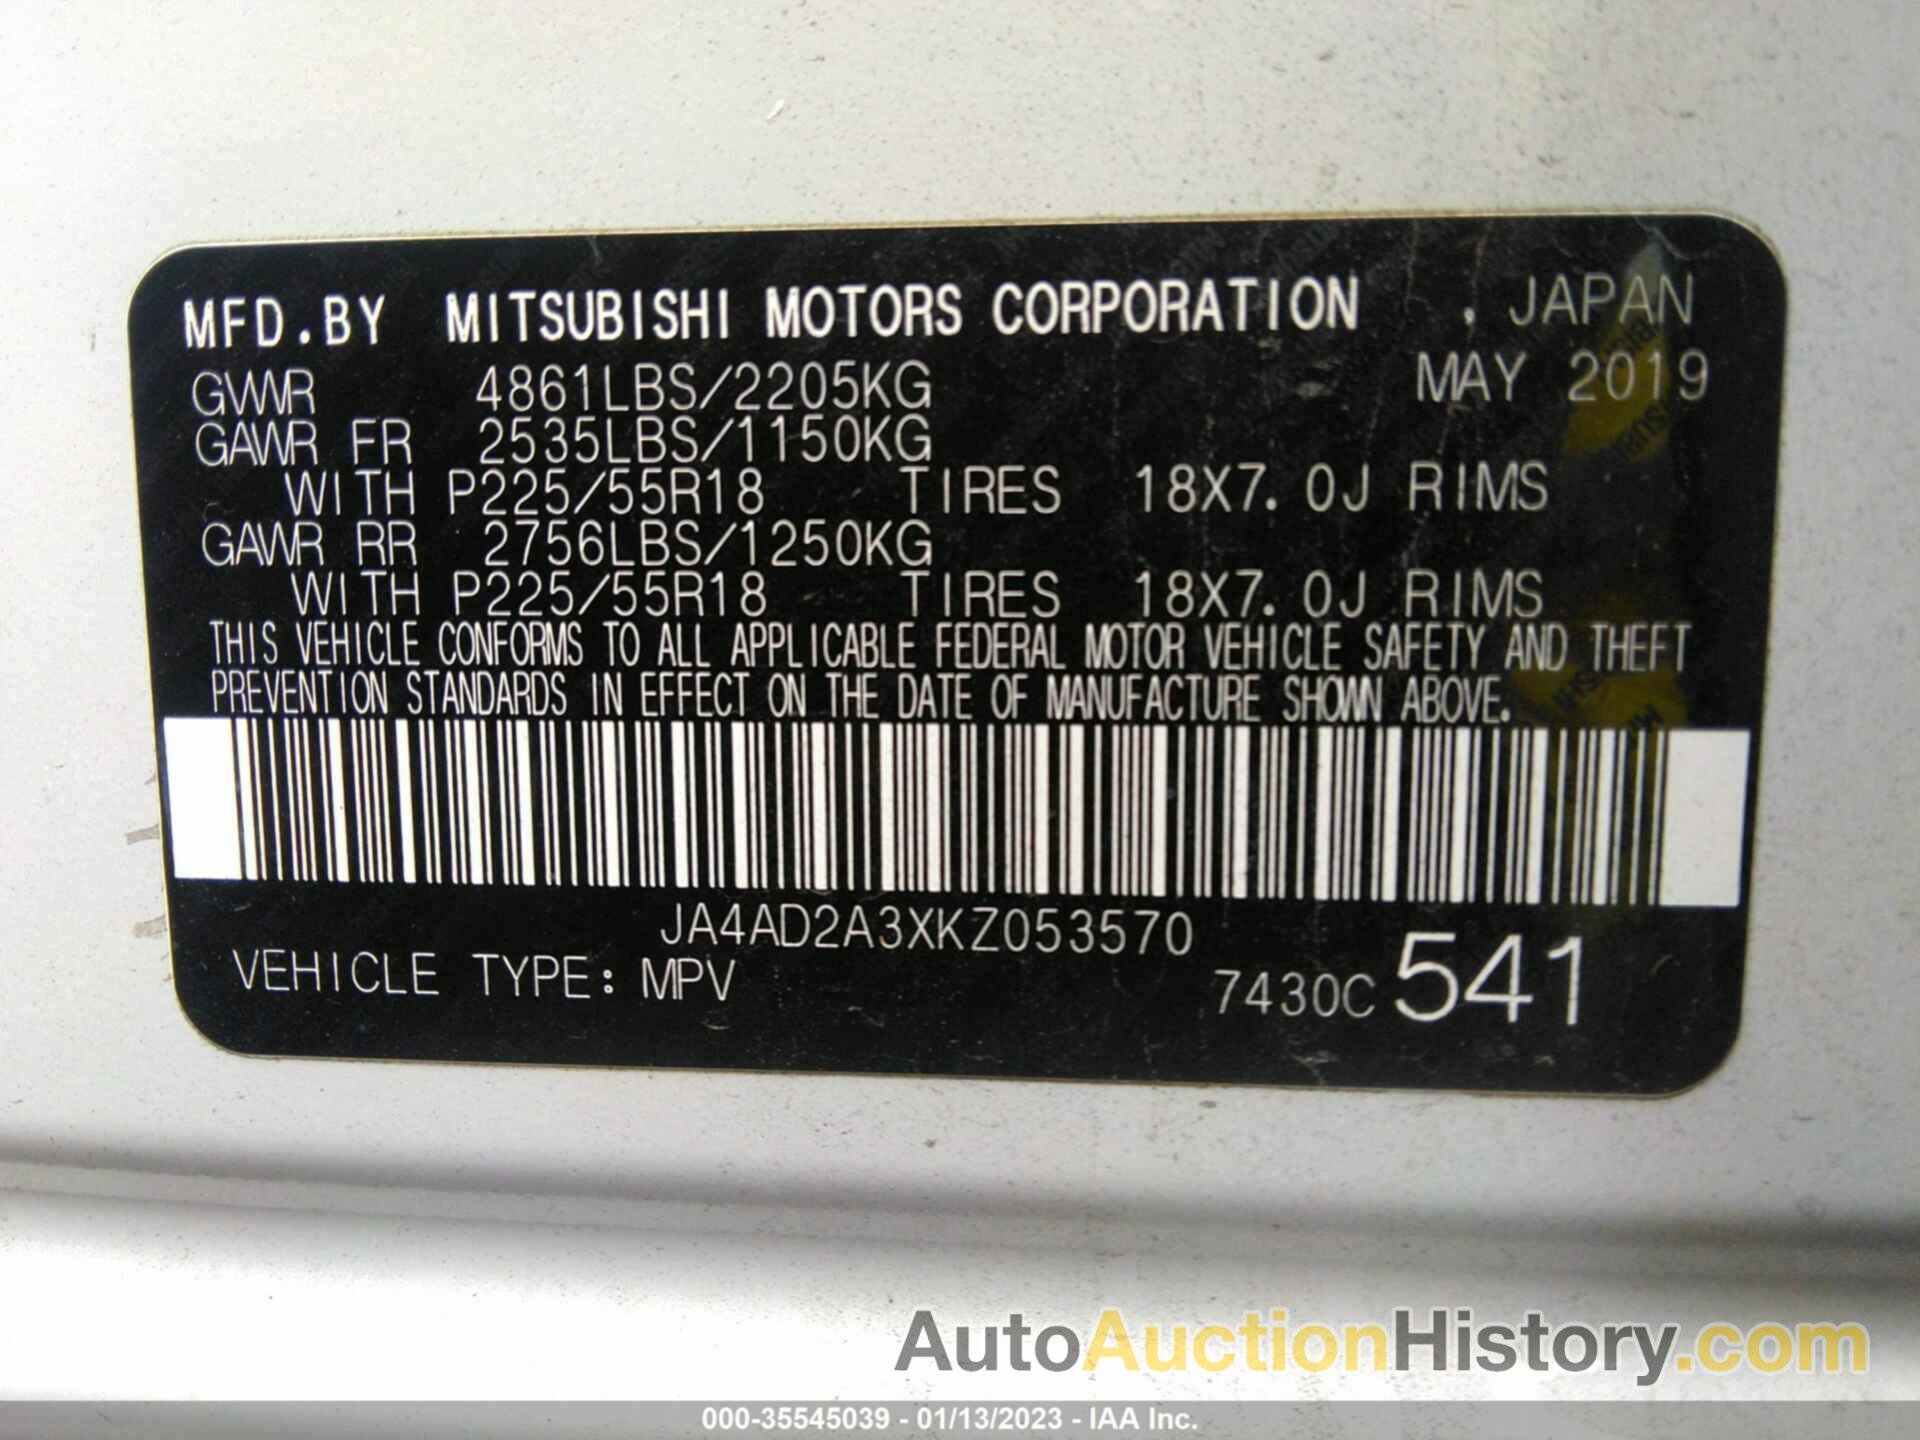 MFD.BY MITSUBISHI MOTORS CORPORATION , JAPAN
GVWR 4861LBS/2205KG MAY 2019
GAWR FR 2535LBS/1150KG
WITH P225/55R18 TIRES 18X7.0J RIMS
GAWR RR 2756LBS/1250KG
WITH P225/55R18 TIRES 18X7.0J RIMS
THIS VEHICLE CONFORMS TO ALL APPLICABLE FEDERAL MOTOR VEHICLE SAFETY AND THEFT
PREVENTION STANDARDS IN EFFECT ON THE DATE OF MANUFACTURE SHOWN ABOVE.
JA4AD2A3XKZ053570
VEHICLE TYPE: MPV 7430C 541
AutoAuctionHistory.com
000-35545039 - 01/13/2023 - IAA Inc.